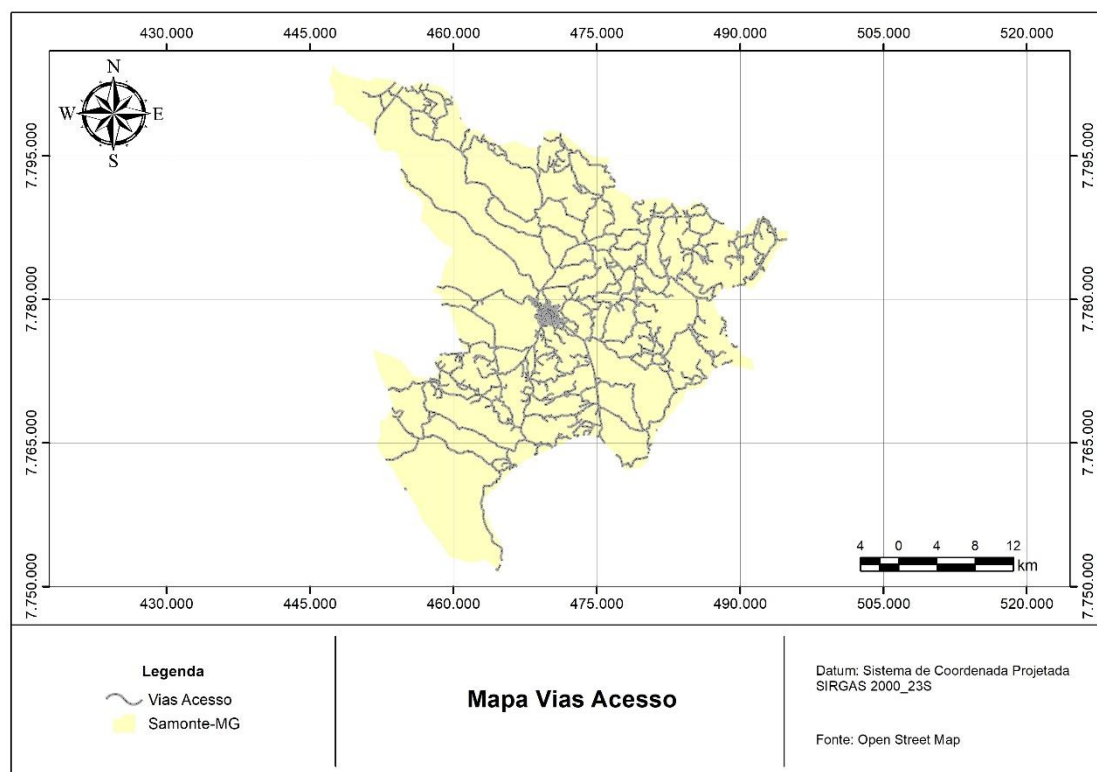 430.000 445.000 460.000 475.000 490.000 505.000 520.000
N
W E
S
7.795.000 7.795.000
7.780.000 7.780.000
7.765.000 7.765.000
7.750.000 7.750.000
4 0 4 8 12
km
430.000 445.000 460.000 475.000 490.000 505.000 520.000
Legenda
Vias Acesso
Samonte-MG
Mapa Vias Acesso
Datum: Sistema de Coordenada Projetada
SIRGAS 2000_23S
Fonte: Open Street Map